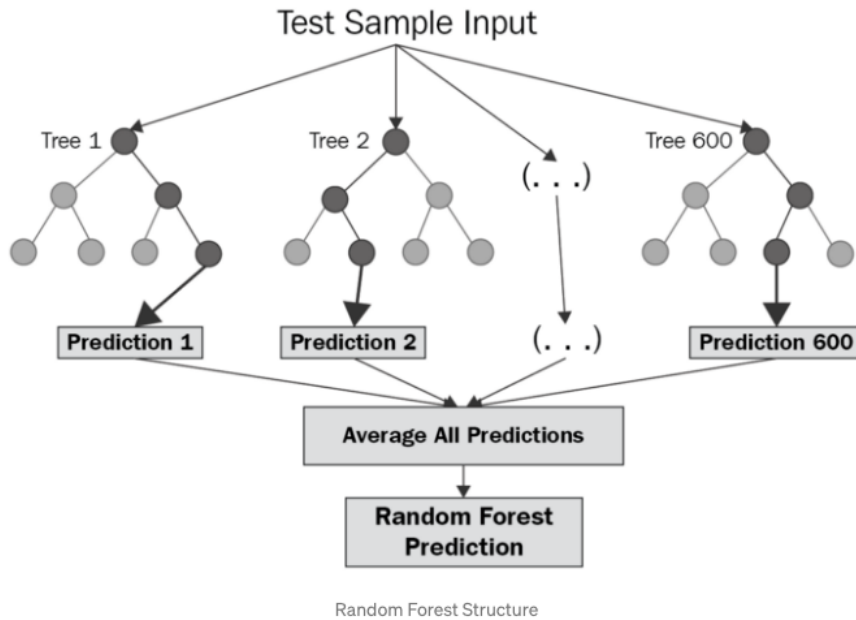 Test Sample Input
Tree 1
Tree 2
Tree 600
(. . .)
Prediction 1
Prediction 2
(. . .)
Prediction 600
Average All Predictions
Random Forest
Prediction
Random Forest Structure